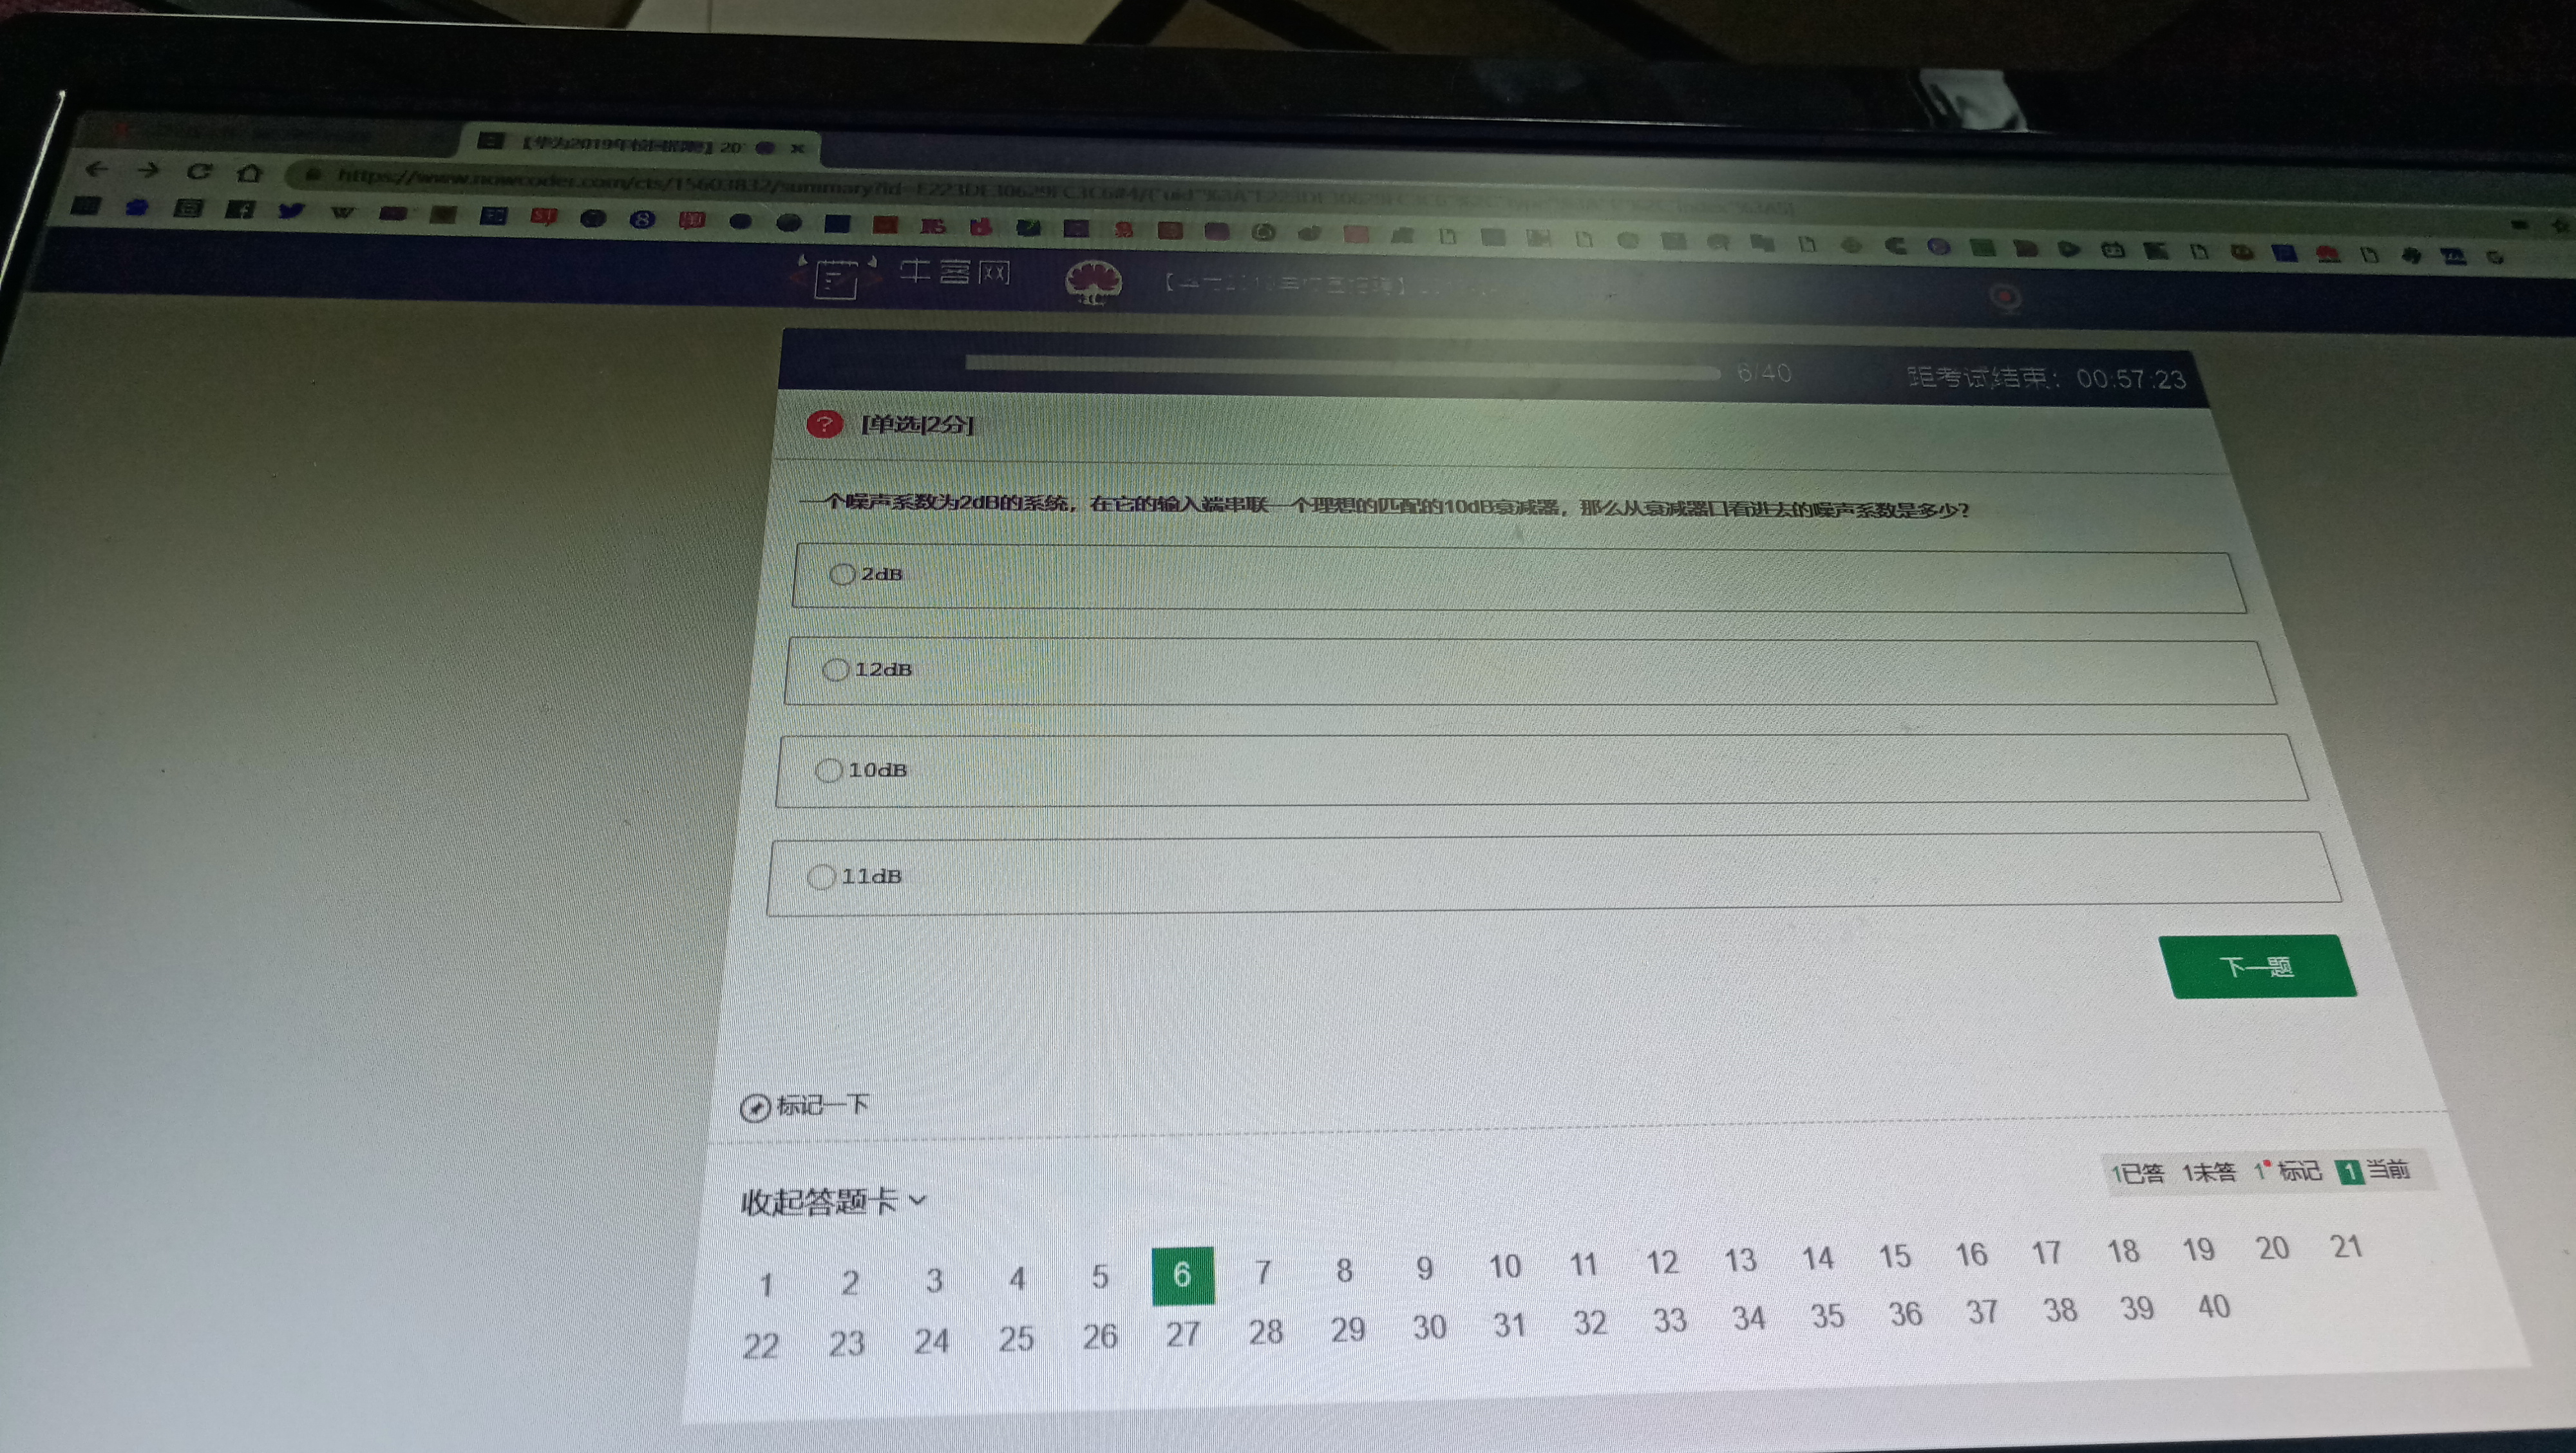 【华为2019年校园招聘】20
https://www.nowcoder.com/cts/15603832/summary?id=E223DE30629FC3C6#M/{"uid"%3A"E223DE30629FC3C6"
牛客网
6/40
距考试结束：00:57:23
[单选|2分]
一个噪声系数为2dB的系统，在它的输入端串联一个理想的匹配的10dB衰减器，那么从衰减器口看进去的噪声系数是多少？
2dB
12dB
10dB
11dB
下一题
标记一下
1已答 1未答 1标记 1当前
收起答题卡
1 2 3 4 5 6 7 8 9 10 11 12 13 14 15 16 17 18 19 20 21
22 23 24 25 26 27 28 29 30 31 32 33 34 35 36 37 38 39 40